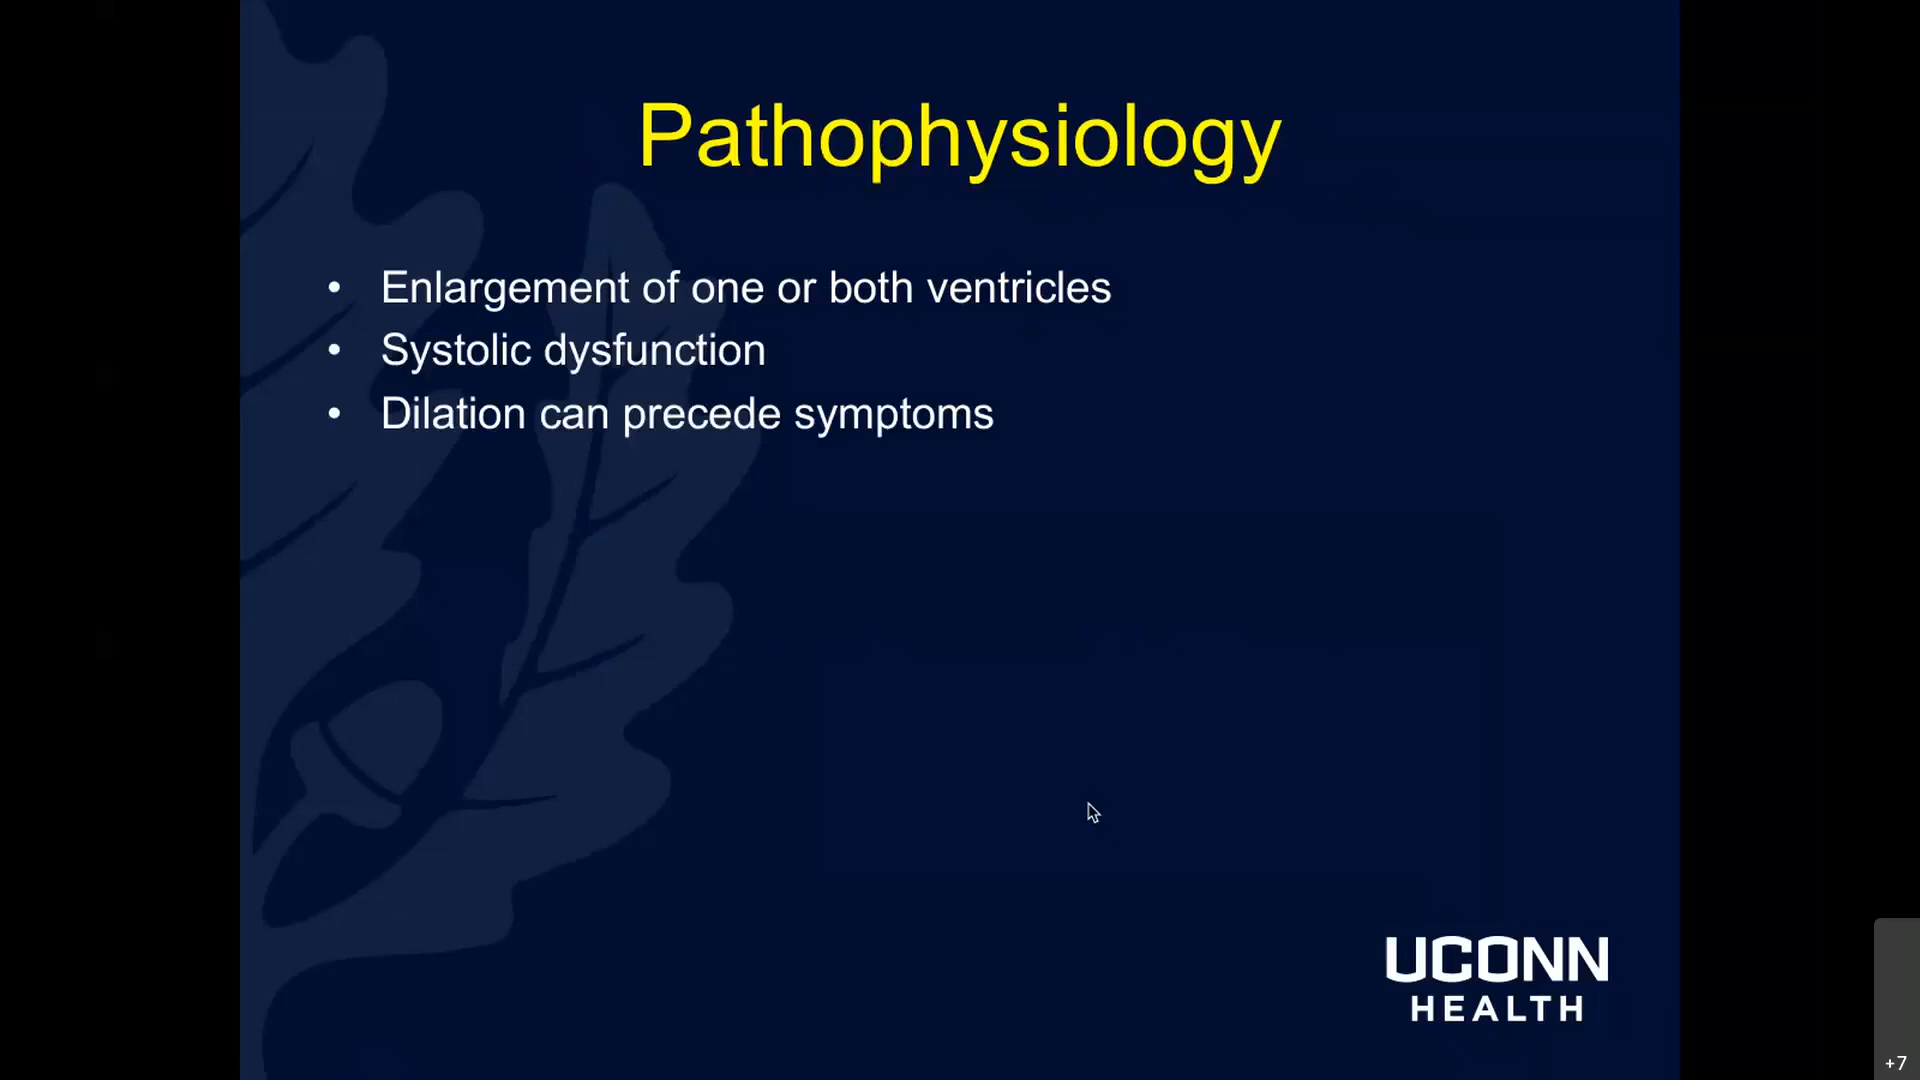 Pathophysiology
• Enlargement of one or both ventricles
• Systolic dysfunction
• Dilation can precede symptoms
UCONN
HEALTH
+7